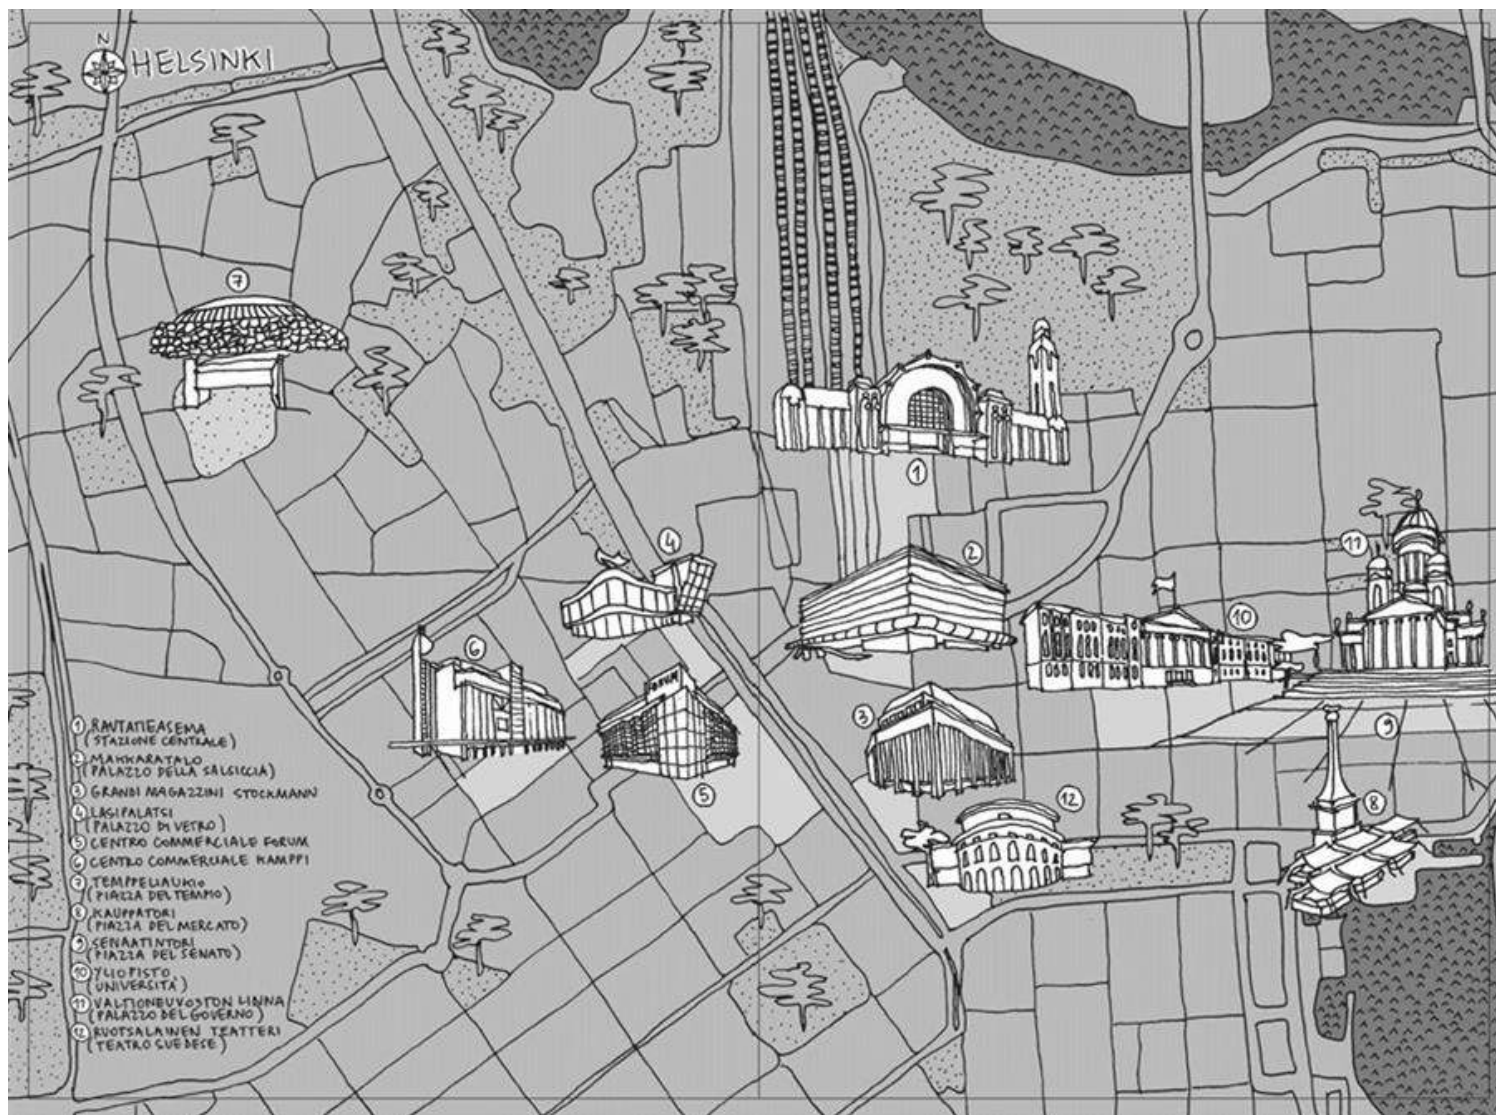 N
HELSINKI
7
1
4
2
11
6
10
FORUM
3
9
5
12
8
1 RAUTATIEASEMA
(STAZIONE CENTRALE)
2 MAKKARATALO
(PALAZZO DELLA SALSICCIA)
3 GRANDI MAGAZZINI STOCKMANN
4 LASIPALATSI
(PALAZZO DI VETRO)
5 CENTRO COMMERCIALE FORUM
6 CENTRO COMMERCIALE KAMPPI
7 TEMPPELIAUKIO
(PIAZZA DEL TEMPIO)
8 KAUPPATORI
(PIAZZA DEL MERCATO)
9 SENAATINTORI
(PIAZZA DEL SENATO)
10 YLIOPISTO
(UNIVERSITÀ)
11 VALTIONEUVOSTON LINNA
(PALAZZO DEL GOVERNO)
12 RUOTSALAINEN TEATTERI
(TEATRO SVEDESE)